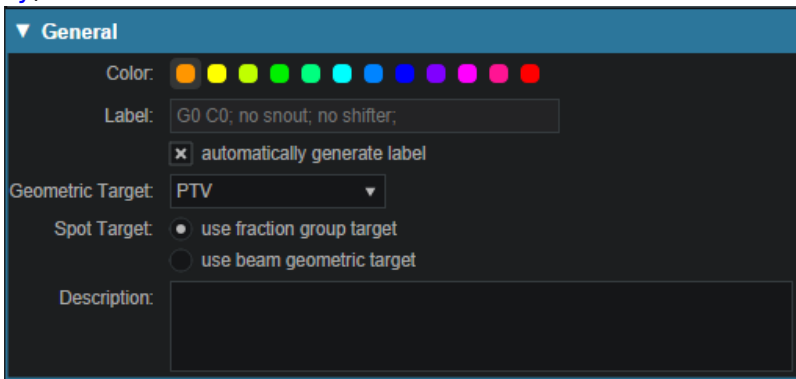 ▼ General
Color:
Label: G0 C0; no snout; no shifter;
automatically generate label
Geometric Target: PTV
Spot Target: use fraction group target
use beam geometric target
Description: